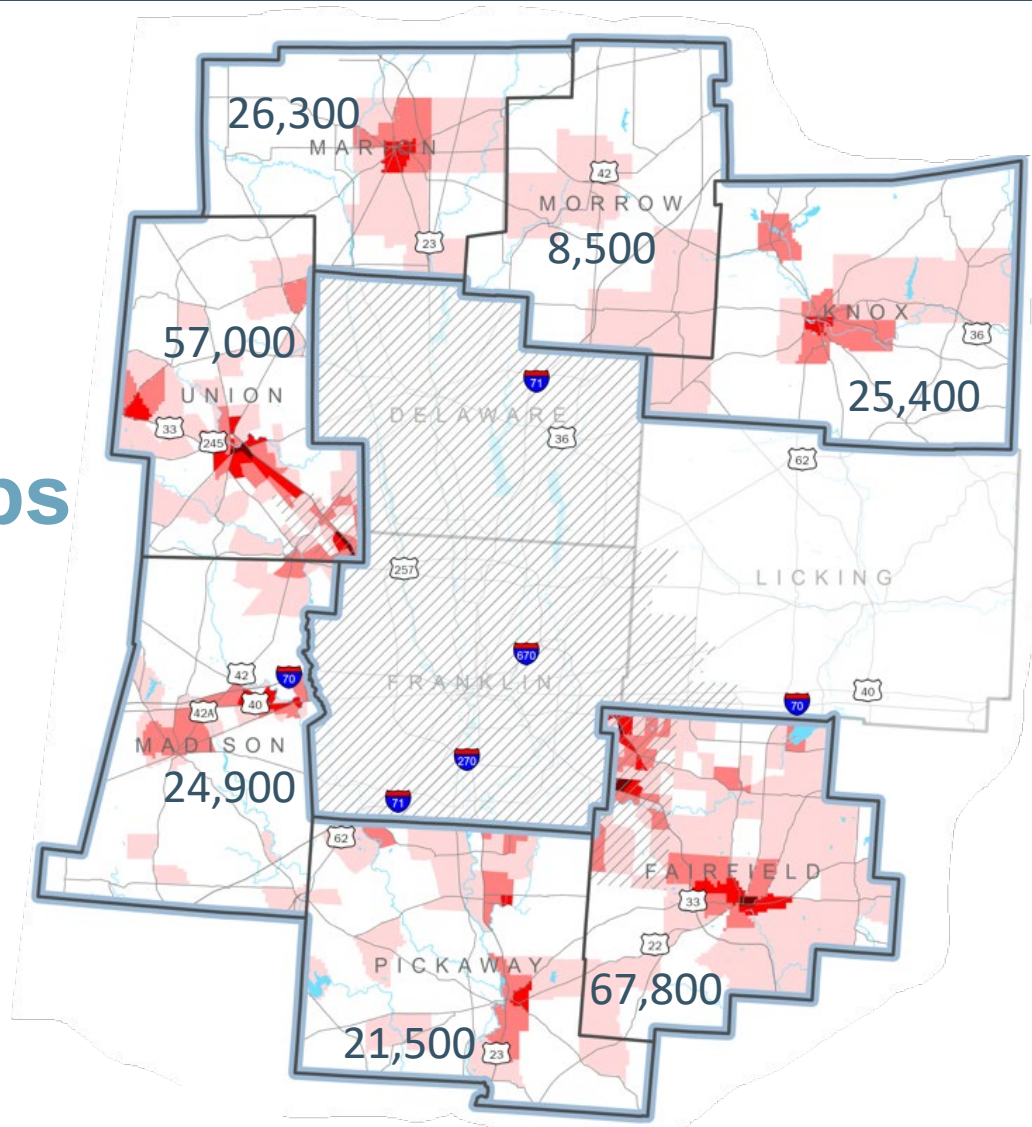 26,300
MARION
42
MORROW
8,500
23
KNOX
36
25,400
57,000
UNION
33
245
71
DELAWARE
36
62
os
257
LICKING
670
FRANKLIN
42
70
40
42A
40
70
MADISON
24,900
270
71
62
FAIRFIELD
33
22
PICKAWAY
67,800
21,500
23